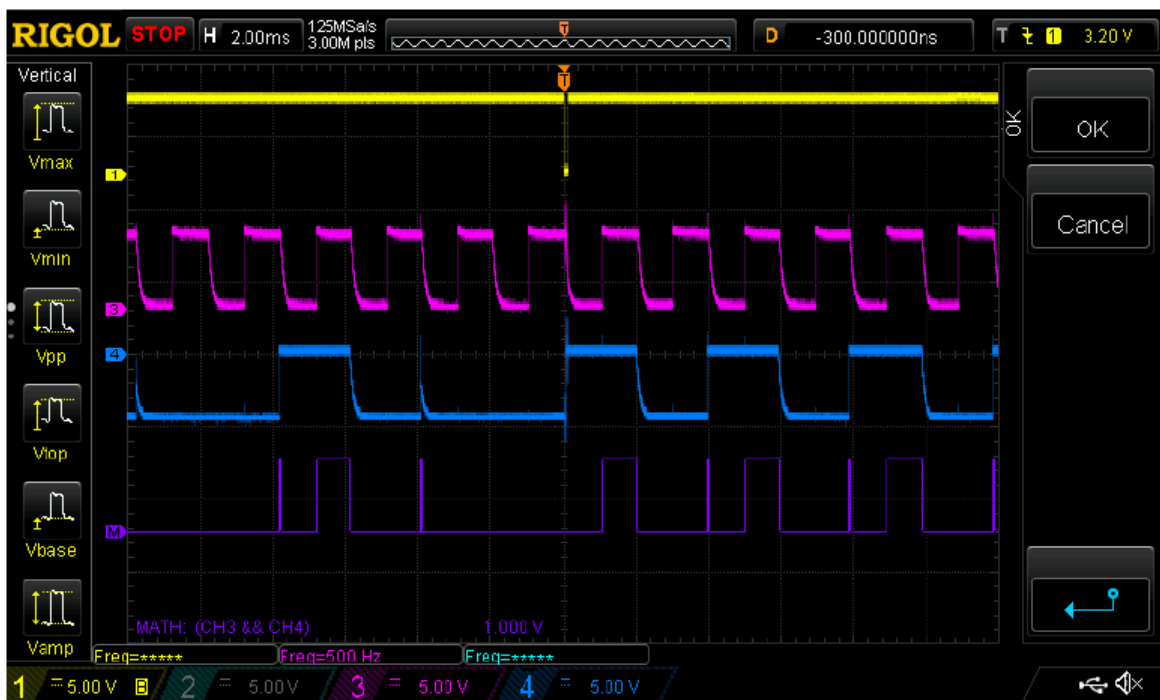 RIGOL STOP H 2.00ms 125MSa/s 3.00M pts D -300.000000ns T 1 3.20 V
T
Vertical
Vmax
Vmin
Vpp
Vtop
Vbase
Vamp
T
1
3
4
M
MATH: (CH3 && CH4) 1.000 V
Freq=***** Freq=500 Hz Freq=*****
1 = 5.00 V B 2 = 5.00 V 3 = 5.00 V 4 = 5.00 V
OK
OK
Cancel